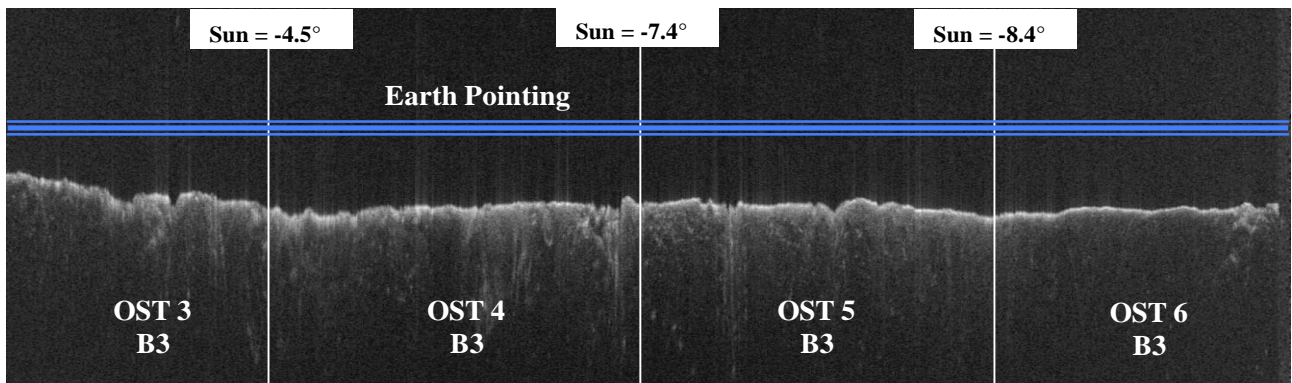 Sun = -4.5°
Sun = -7.4°
Sun = -8.4°
Earth Pointing
OST 3
B3
OST 4
B3
OST 5
B3
OST 6
B3